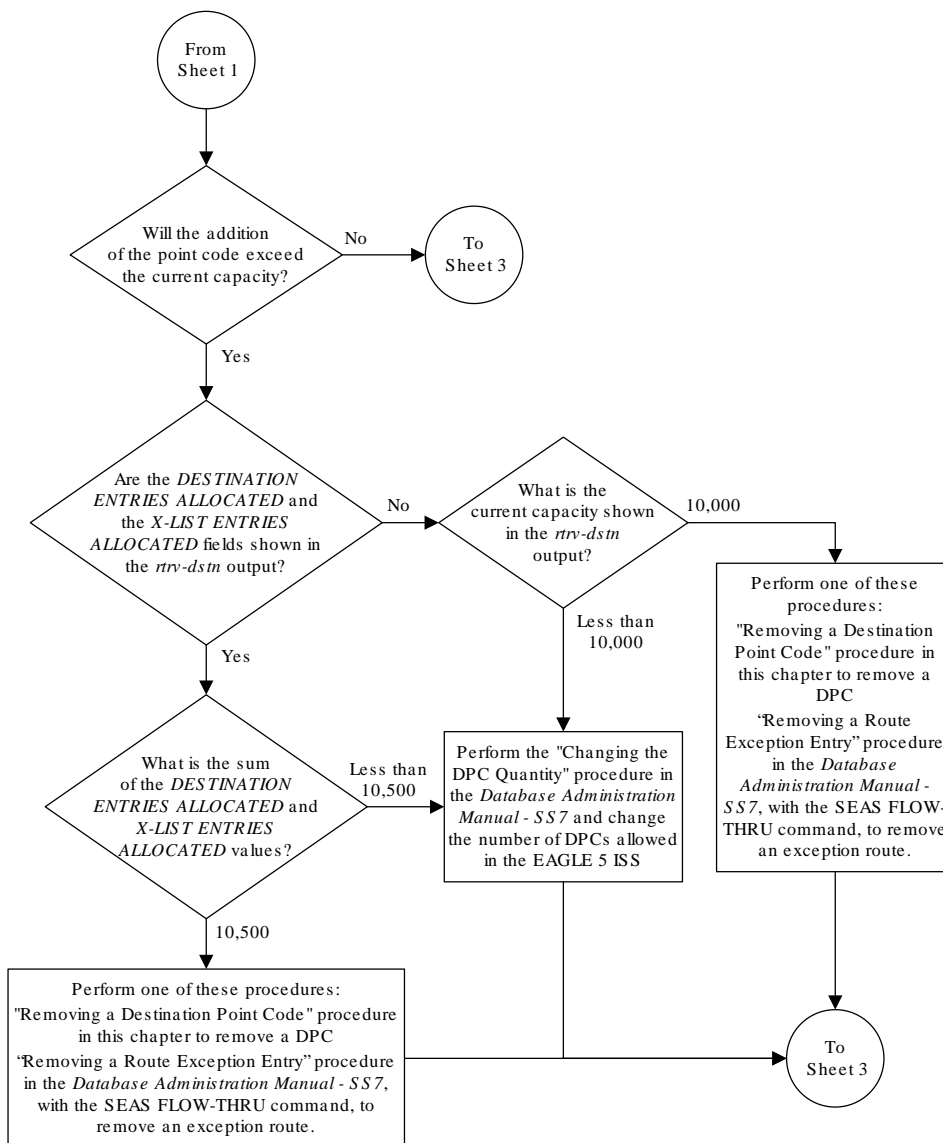 From
Sheet 1
Will the addition
of the point code exceed
the current capacity?
No
To
Sheet 3
Yes
Are the DESTINATION
ENTRIES ALLOCATED and
the X-LIST ENTRIES
ALLOCATED fields shown in
the rtrv-dstn output?
No
What is the
current capacity shown
in the rtrv-dstn
output?
10,000
Perform one of these
procedures:
"Removing a Destination
Point Code" procedure in
this chapter to remove a
DPC
“Removing a Route
Exception Entry” procedure
in the Database
Administration Manual -
SS7, with the SEAS FLOW-
THRU command, to remove
an exception route.
Less than
10,000
Yes
What is the sum
of the DESTINATION
ENTRIES ALLOCATED and
X-LIST ENTRIES
ALLOCATED values?
Less than
10,500
Perform the "Changing the
DPC Quantity" procedure in
the Database Administration
Manual - SS7 and change
the number of DPCs allowed
in the EAGLE 5 ISS
10,500
Perform one of these procedures:
"Removing a Destination Point Code" procedure
in this chapter to remove a DPC
“Removing a Route Exception Entry” procedure
in the Database Administration Manual - SS7,
with the SEAS FLOW-THRU command, to
remove an exception route.
To
Sheet 3